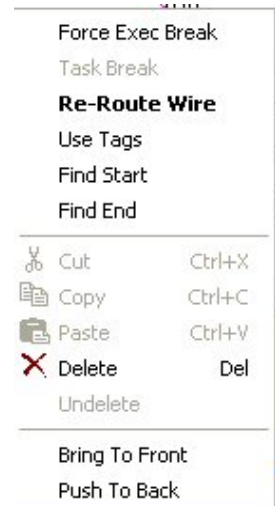 Force Exec Break
Task Break
Re-Route Wire
Use Tags
Find Start
Find End
Cut Ctrl+X
Copy Ctrl+C
Paste Ctrl+V
Delete Del
Undelete
Bring To Front
Push To Back